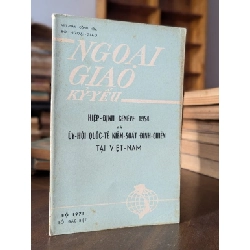 NGOẠI
GIAO
KỶ-YẾU
HIỆP-ĐỊNH GENÈVE 1954
VÀ
ỦY-HỘI QUỐC-TẾ KIỂM-SOÁT ĐÌNH-CHIẾN
TẠI VIỆT-NAM